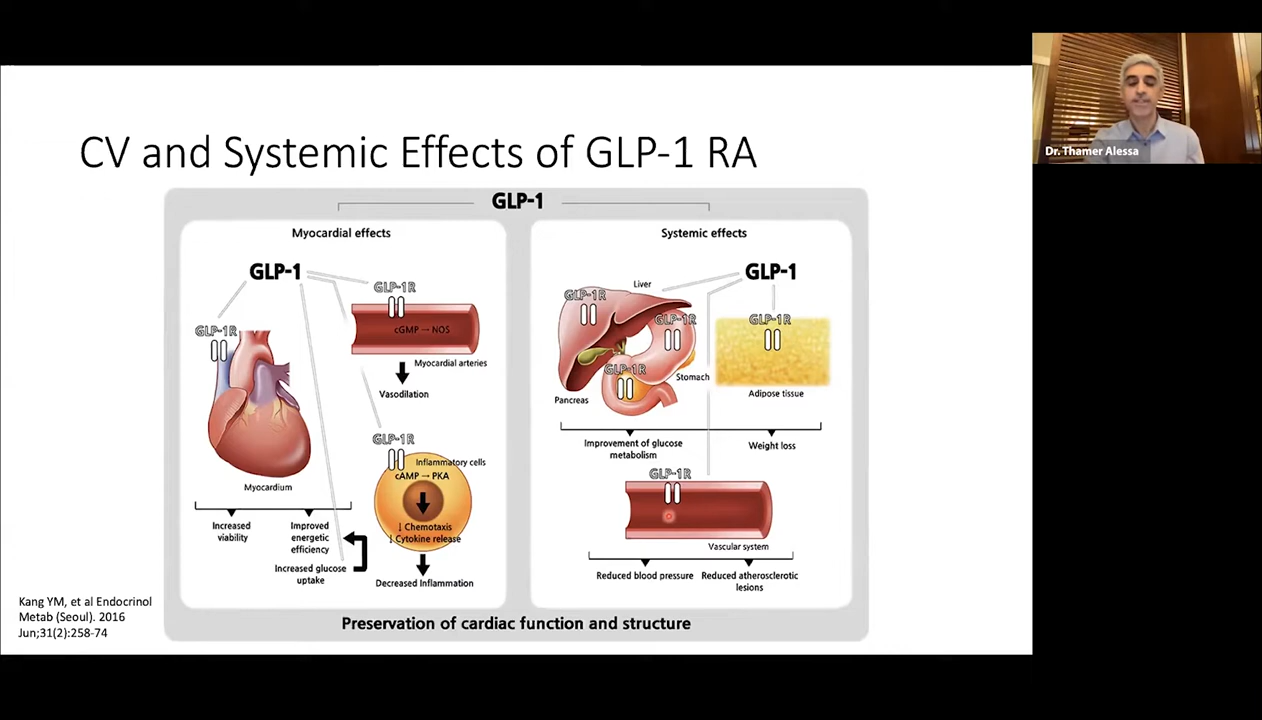 CV and Systemic Effects of GLP-1 RA
GLP-1
Myocardial effects
GLP-1
GLP-1R
GLP-1R
cGMP → NOS
Myocardial arteries
Vasodilation
Myocardium
GLP-1R
Inflammatory cells
cAMP → PKA
↓ Chemotaxis
↓ Cytokine release
Decreased Inflammation
Increased
viability
Improved
energetic
efficiency
Increased glucose
uptake
Systemic effects
GLP-1
Liver
GLP-1R
GLP-1R
GLP-1R
Stomach
Pancreas
GLP-1R
Adipose tissue
Improvement of glucose
metabolism
Weight loss
GLP-1R
Vascular system
Reduced blood pressure
Reduced atherosclerotic
lesions
Preservation of cardiac function and structure
Kang YM, et al Endocrinol
Metab (Seoul). 2016
Jun;31(2):258-74
Dr. Thamer Alessa